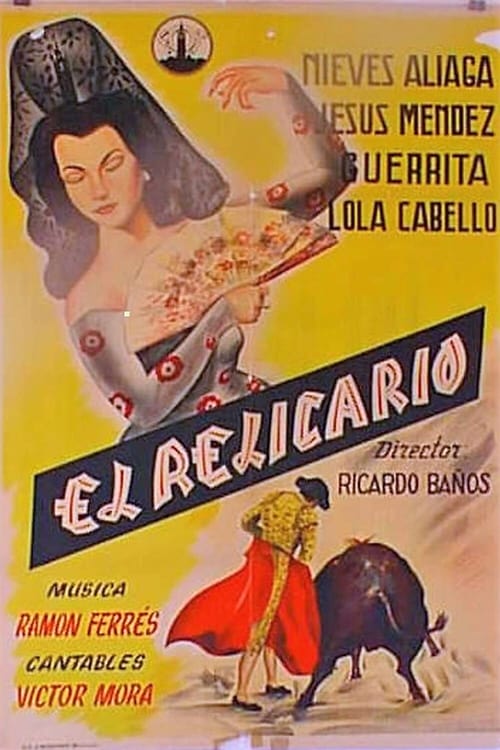 NIEVES ALIAGA
JESUS MENDEZ
GUERRITA
LOLA CABELLO
EL RELICARIO
Director:
RICARDO BAÑOS
MUSICA
RAMON FERRÉS
CANTABLES
VICTOR MORA